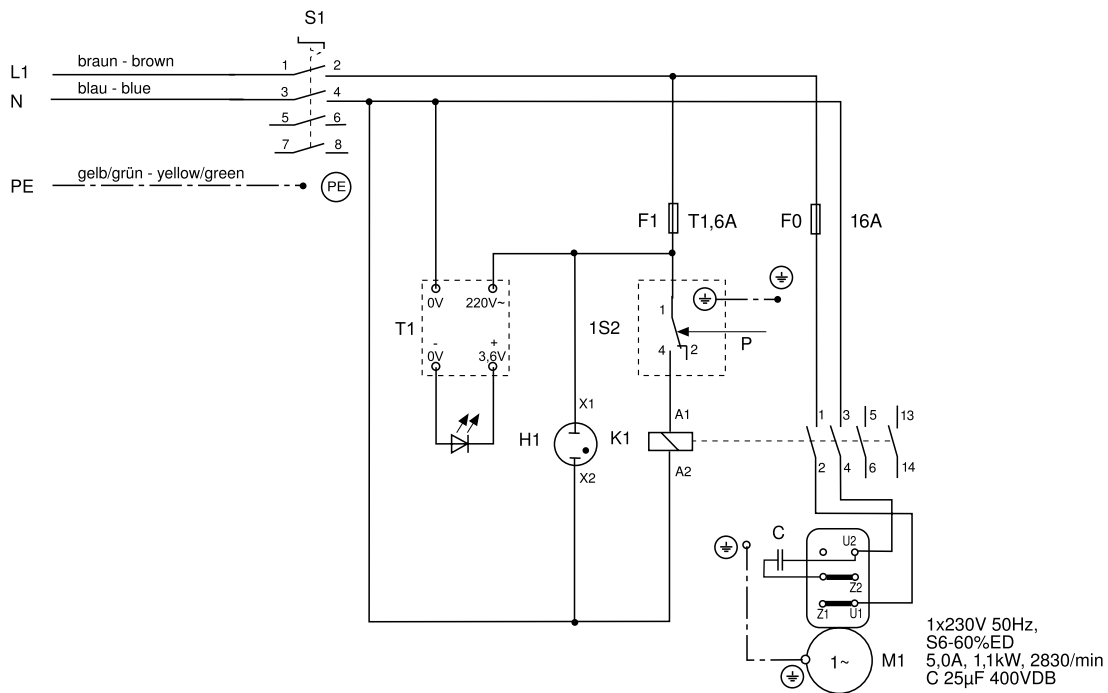 S1
L1 braun - brown 1 2
N blau - blue 3 4
5 6
7 8
PE gelb/grün - yellow/green PE
F1 T1,6A F0 16A
T1 0V 220V~
- +
0V 3,6V
1S2 1
4 2 P
X1 A1 1 3 5 13
H1 K1
X2 A2 2 4 6 14
C U2
Z2
Z1 U1
1~ M1
1x230V 50Hz,
S6-60%ED
5,0A, 1,1kW, 2830/min
C 25µF 400VDB